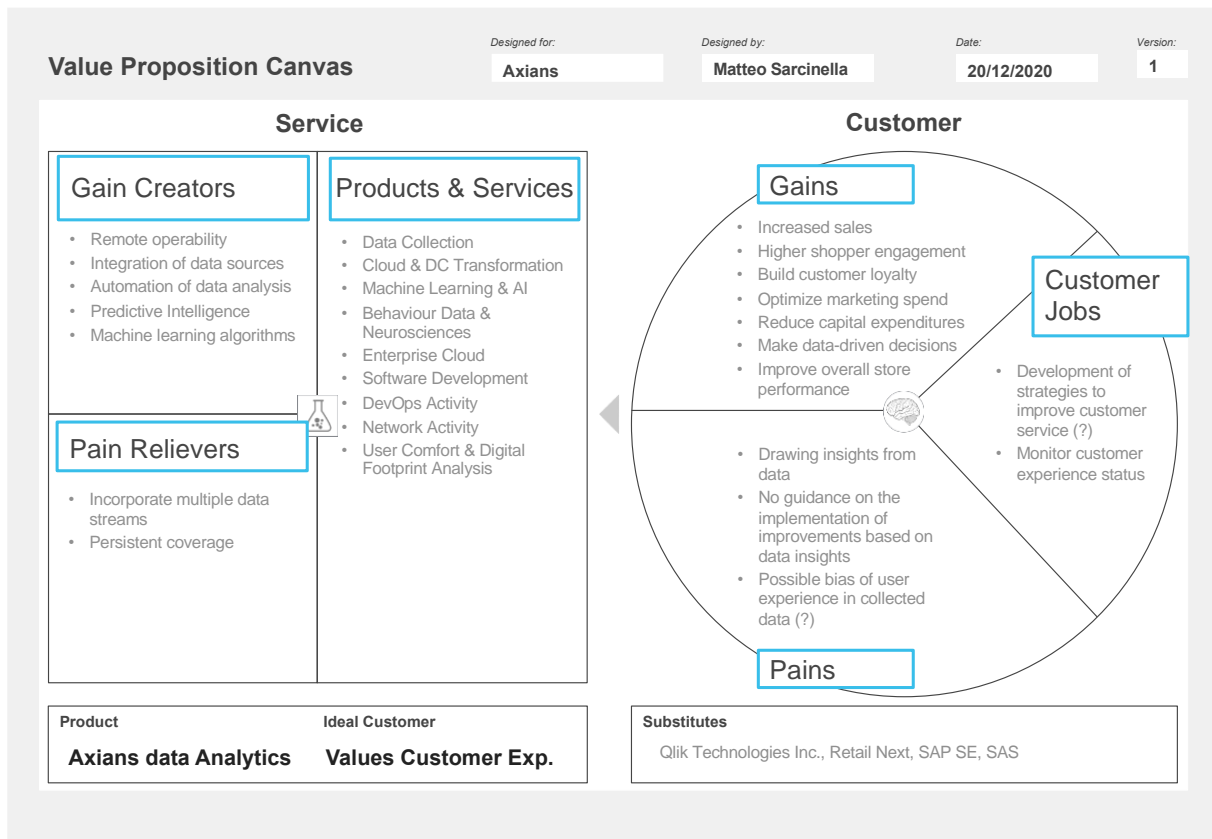 Designed for:
Designed by:
Date:
Version:
Value Proposition Canvas
Axians
Matteo Sarcinella
20/12/2020
1
Service
Gain Creators
• Remote operability
• Integration of data sources
• Automation of data analysis
• Predictive Intelligence
• Machine learning algorithms
Products & Services
• Data Collection
• Cloud & DC Transformation
• Machine Learning & AI
• Behaviour Data &
Neurosciences
• Enterprise Cloud
• Software Development
• DevOps Activity
• Network Activity
• User Comfort & Digital
Footprint Analysis
Pain Relievers
• Incorporate multiple data
streams
• Persistent coverage
Customer
Gains
• Increased sales
• Higher shopper engagement
• Build customer loyalty
• Optimize marketing spend
• Reduce capital expenditures
• Make data-driven decisions
• Improve overall store
performance
Customer
Jobs
• Development of
strategies to
improve customer
service (?)
• Monitor customer
experience status
• Drawing insights from
data
• No guidance on the
implementation of
improvements based on
data insights
• Possible bias of user
experience in collected
data (?)
Pains
Product
Ideal Customer
Axians data Analytics
Values Customer Exp.
Substitutes
Qlik Technologies Inc., Retail Next, SAP SE, SAS